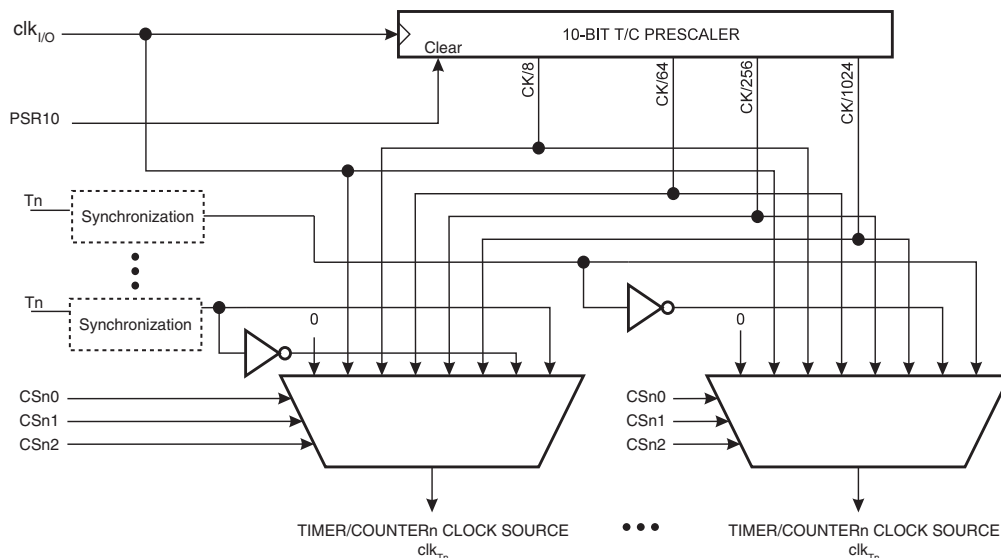 clkI/O
10-BIT T/C PRESCALER
Clear
CK/8
CK/64
CK/256
CK/1024
PSR10
Tn
Synchronization
Tn
Synchronization
0
0
CSn0
CSn1
CSn2
CSn0
CSn1
CSn2
TIMER/COUNTERn CLOCK SOURCE
clkTn
TIMER/COUNTERn CLOCK SOURCE
clkTn